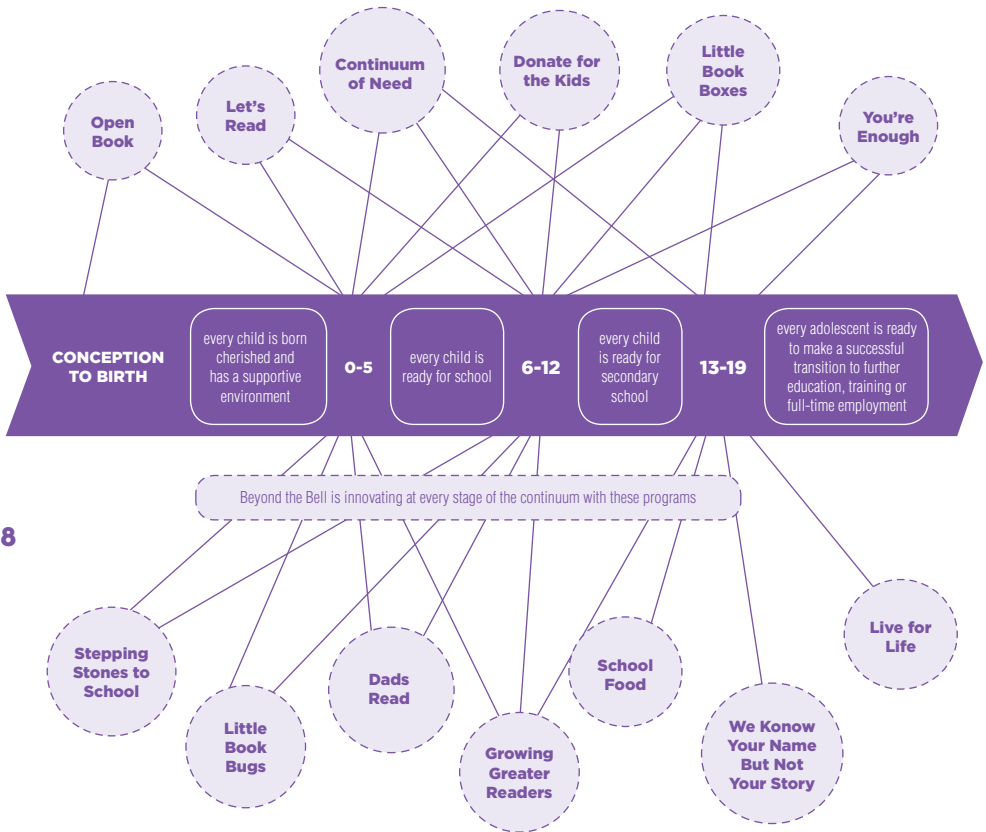 Open
Book
Let's
Read
Continuum
of Need
Donate for
the Kids
Little
Book
Boxes
You're
Enough
CONCEPTION
TO BIRTH
every child is born
cherished and
has a supportive
environment
0-5
every child is
ready for school
6-12
every child
is ready for
secondary
school
13-19
every adolescent is ready
to make a successful
transition to further
education, training or
full-time employment
Beyond the Bell is innovating at every stage of the continuum with these programs
8
Stepping
Stones to
School
Little
Book
Bugs
Dads
Read
Growing
Greater
Readers
School
Food
We Konow
Your Name
But Not
Your Story
Live for
Life